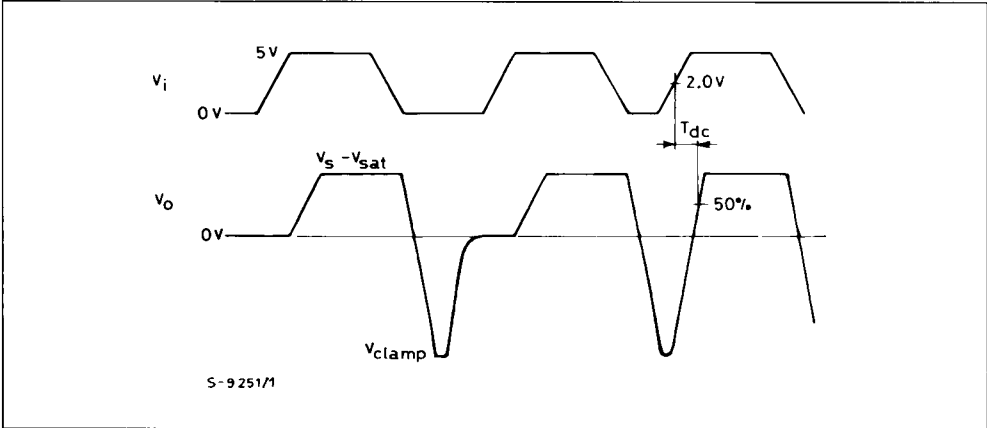 5V
Vi
2.0V
0V
Tdc
Vs - Vsat
Vo
50%
0V
Vclamp
S-9251/1